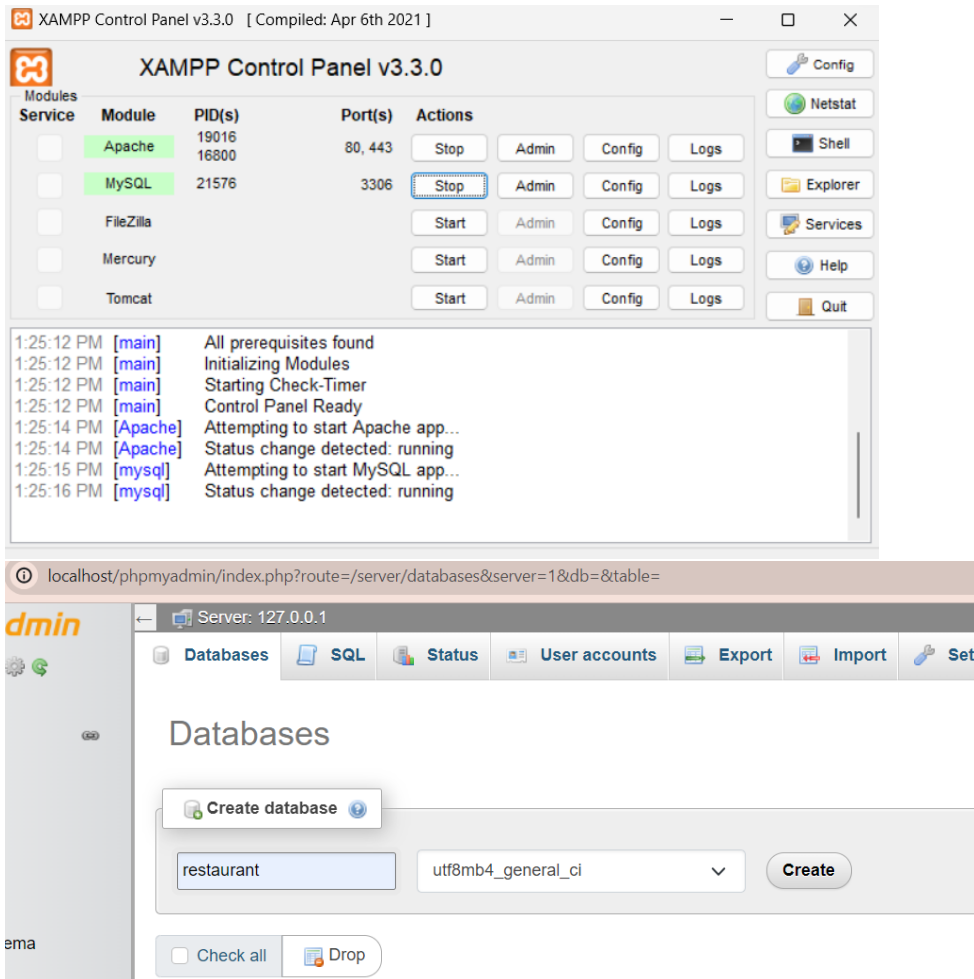 XAMPP Control Panel v3.3.0 [ Compiled: Apr 6th 2021 ]
XAMPP Control Panel v3.3.0
Config
Modules
Service Module PID(s) Port(s) Actions
Netstat
Apache 19016 16800 80, 443 Stop Admin Config Logs
Shell
MySQL 21576 3306 Stop Admin Config Logs
Explorer
FileZilla Start Admin Config Logs
Services
Mercury Start Admin Config Logs
Help
Tomcat Start Admin Config Logs
Quit
1:25:12 PM [main] All prerequisites found
1:25:12 PM [main] Initializing Modules
1:25:12 PM [main] Starting Check-Timer
1:25:12 PM [main] Control Panel Ready
1:25:14 PM [Apache] Attempting to start Apache app...
1:25:14 PM [Apache] Status change detected: running
1:25:15 PM [mysql] Attempting to start MySQL app...
1:25:16 PM [mysql] Status change detected: running
localhost/phpmyadmin/index.php?route=/server/databases&server=1&db=&table=
dmin
Server: 127.0.0.1
Databases SQL Status User accounts Export Import Set
Databases
Create database
restaurant utf8mb4_general_ci Create
ema
Check all Drop